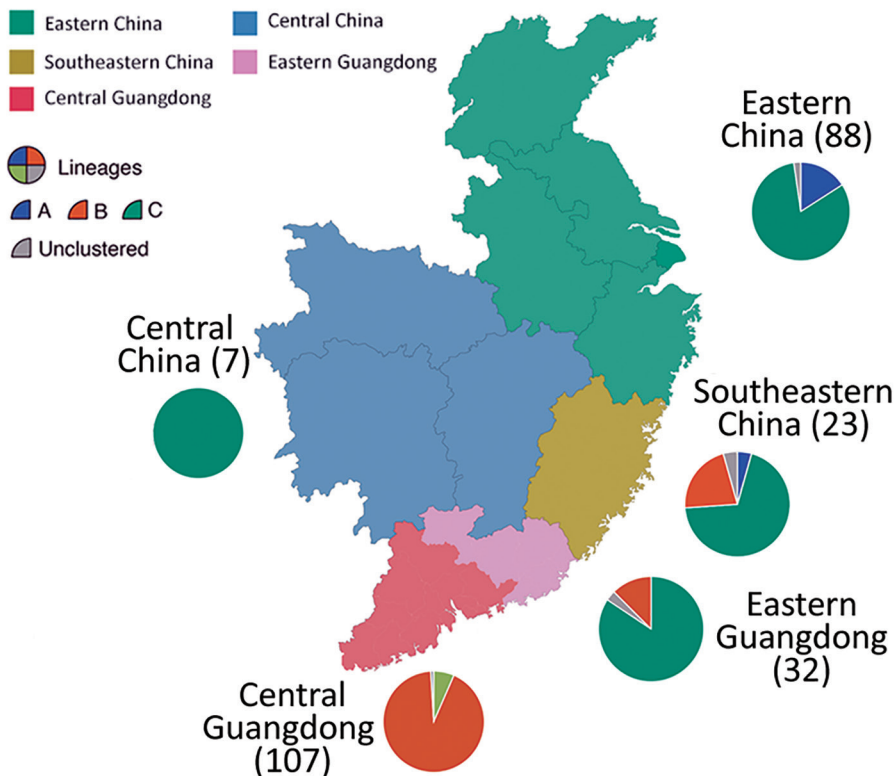 Eastern China
Central China
Southeastern China
Eastern Guangdong
Central Guangdong
Lineages
A
B
C
Unclustered
Eastern
China (88)
Central
China (7)
Southeastern
China (23)
Eastern
Guangdong
(32)
Central
Guangdong
(107)